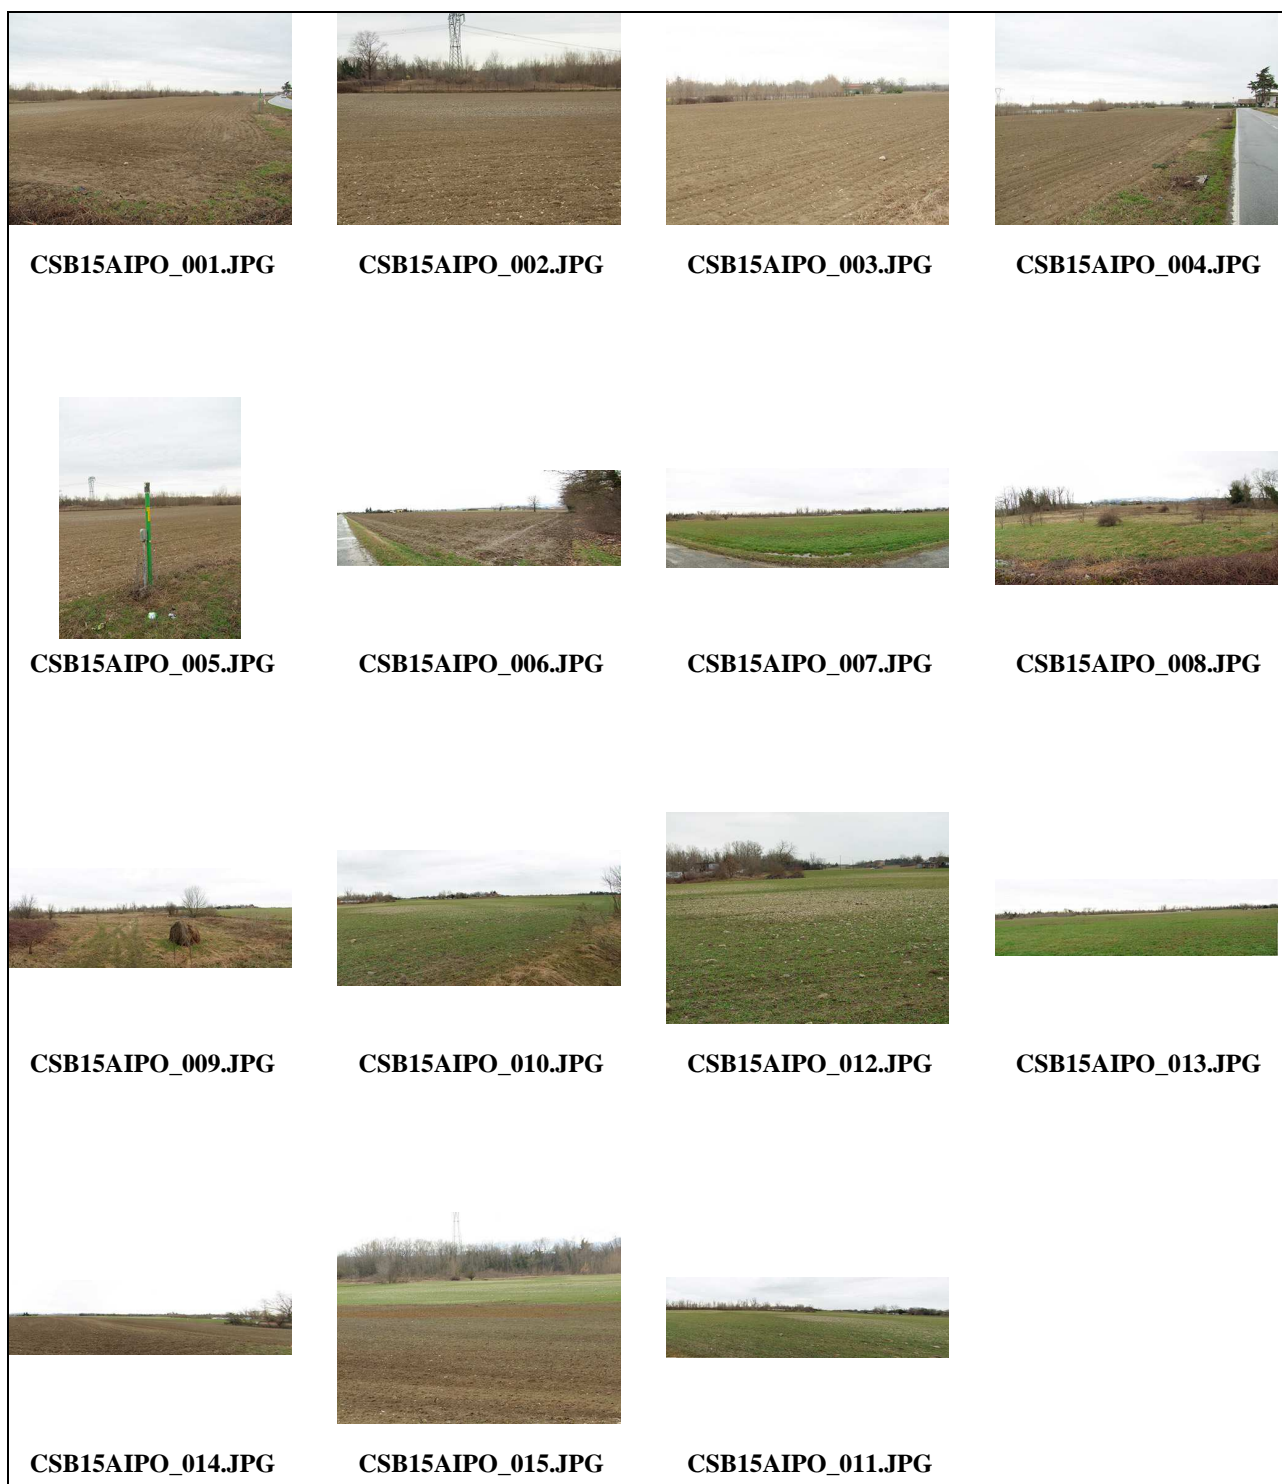 CSB15AIPO_001.JPG CSB15AIPO_002.JPG CSB15AIPO_003.JPG CSB15AIPO_004.JPG
CSB15AIPO_005.JPG CSB15AIPO_006.JPG CSB15AIPO_007.JPG CSB15AIPO_008.JPG
CSB15AIPO_009.JPG CSB15AIPO_010.JPG CSB15AIPO_012.JPG CSB15AIPO_013.JPG
CSB15AIPO_014.JPG CSB15AIPO_015.JPG CSB15AIPO_011.JPG